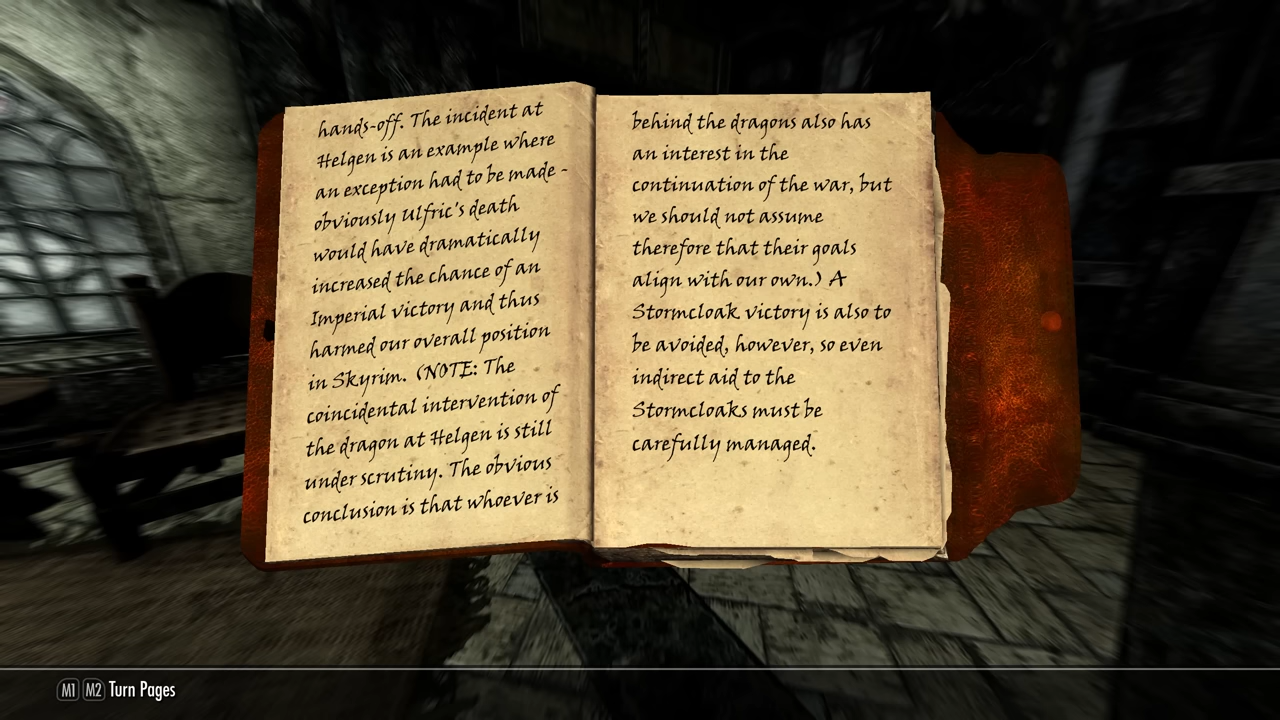 hands-off. The incident at
Helgen is an example where
an exception had to be made -
obviously Ulfric's death
would have dramatically
increased the chance of an
Imperial victory and thus
harmed our overall position
in Skyrim. (NOTE: The
coincidental intervention of
the dragon at Helgen is still
under scrutiny. The obvious
conclusion is that whoever is
behind the dragons also has
an interest in the
continuation of the war, but
we should not assume
therefore that their goals
align with our own.) A
Stormcloak victory is also to
be avoided, however, so even
indirect aid to the
Stormcloaks must be
carefully managed.
M1 M2 Turn Pages